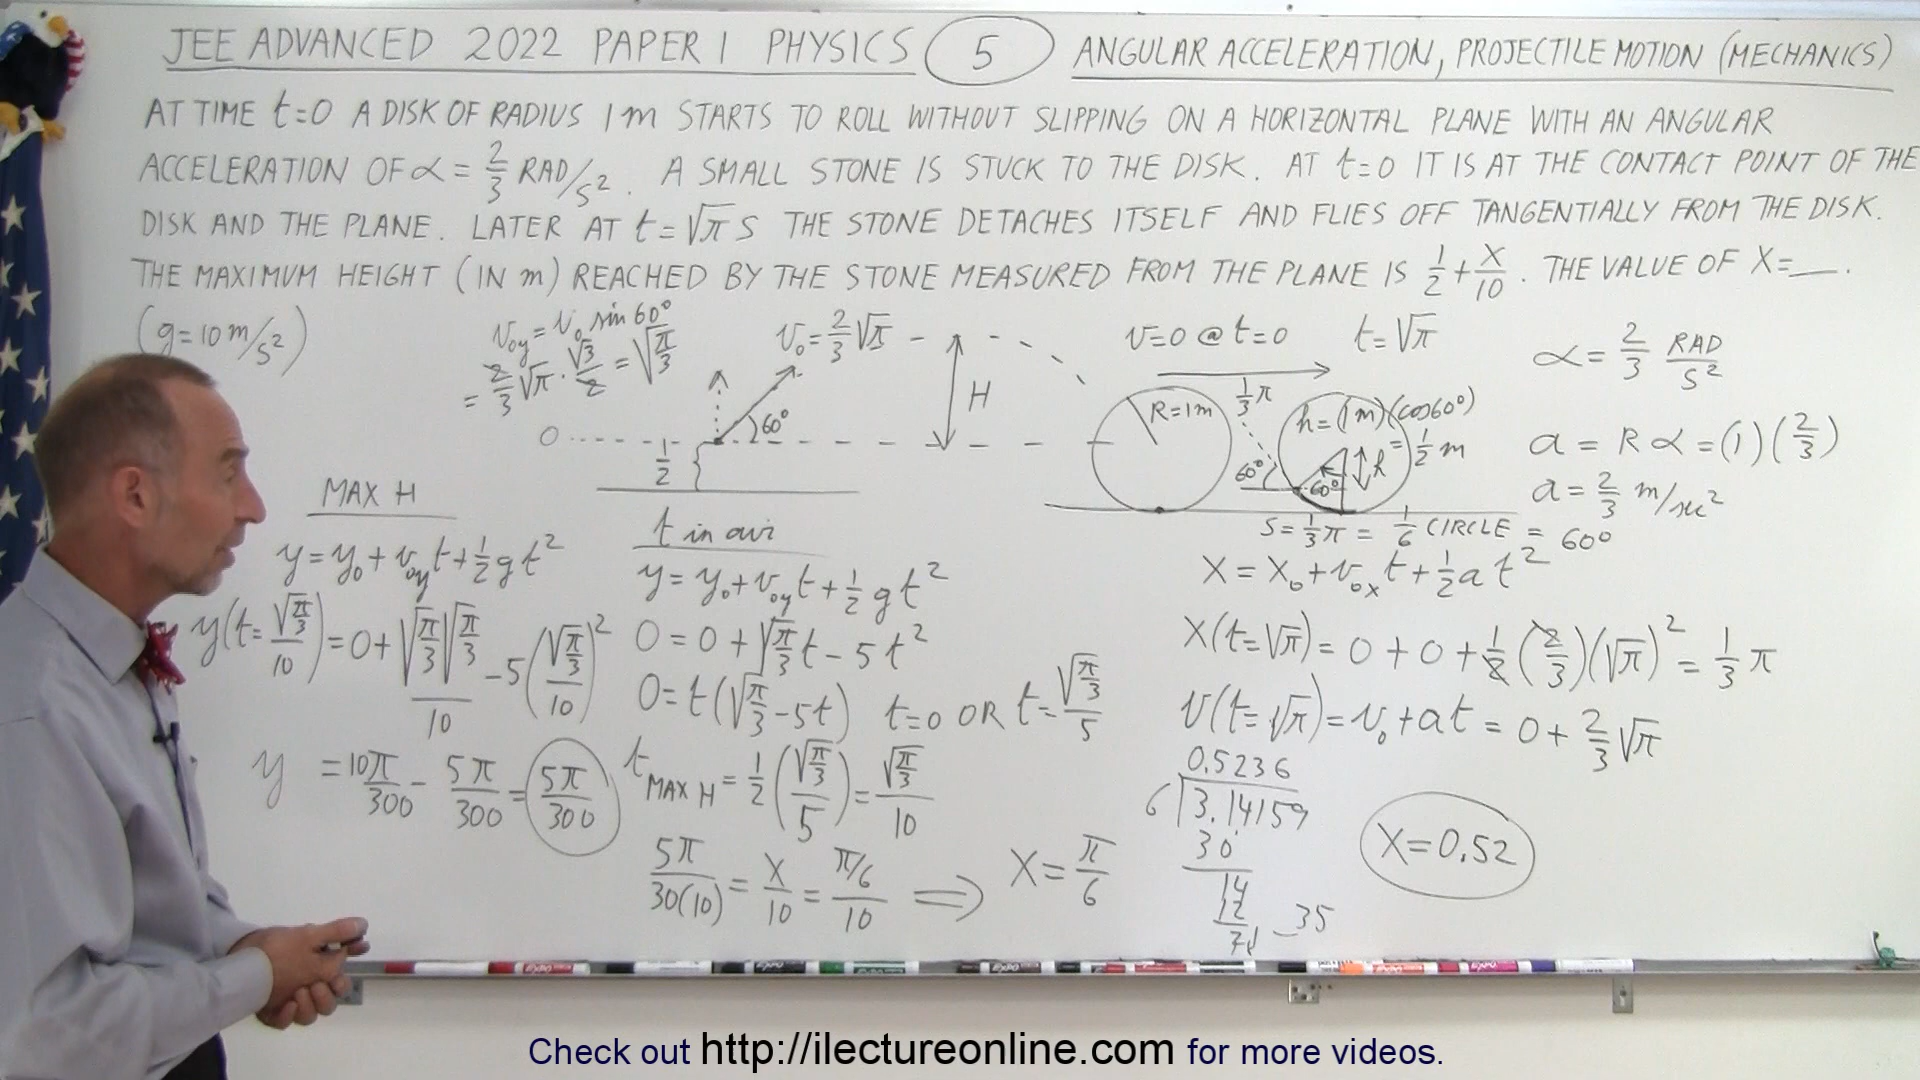 JEE ADVANCED 2022 PAPER 1 PHYSICS (5) ANGULAR ACCELERATION, PROJECTILE MOTION (MECHANICS)
AT TIME t=0 A DISK OF RADIUS 1m STARTS TO ROLL WITHOUT SLIPPING ON A HORIZONTAL PLANE WITH AN ANGULAR
ACCELERATION OF α = 2/3 RAD/s². A SMALL STONE IS STUCK TO THE DISK. AT t=0 IT IS AT THE CONTACT POINT OF THE
DISK AND THE PLANE. LATER AT t=√π s THE STONE DETACHES ITSELF AND FLIES OFF TANGENTIALLY FROM THE DISK.
THE MAXIMUM HEIGHT (IN m) REACHED BY THE STONE MEASURED FROM THE PLANE IS 1/2 + X/10. THE VALUE OF X=__.
(g=10 m/s²)
v₀y = v₀ sin 60°
= 2/3 √π · √3/2 = √(π/3)
v₀ = 2/3 √π
60°
0
1/2
H
v=0 @ t=0
t=√π
1/3 π
R=1m
h=(1m)(cos60°)
= 1/2 m
h
60°
60°
S = 1/3 π = 1/6 CIRCLE = 60°
α = 2/3 RAD/s²
a = Rα = (1)(2/3)
a = 2/3 m/sec²
MAX H
y = y₀ + v₀y t + 1/2 g t²
y(t = √(π/3)/10) = 0 + √(π/3) √(π/3)/10 - 5(√(π/3)/10)²
y = 10π/300 - 5π/300 = 5π/300
t in air
y = y₀ + v₀y t + 1/2 g t²
0 = 0 + √(π/3) t - 5t²
0 = t(√(π/3) - 5t) t=0 OR t = √(π/3)/5
t MAX H = 1/2 (√(π/3)/5) = √(π/3)/10
5π/30(10) = X/10 = π/6/10 ⟹ X = π/6
X = X₀ + v₀x t + 1/2 a t²
X(t=√π) = 0 + 0 + 1/2 (2/3)(√π)² = 1/3 π
v(t=√π) = v₀ + at = 0 + 2/3 √π
0.5236
6 3.14159
30
14
12
35
X=0.52
Check out http://ilectureonline.com for more videos.